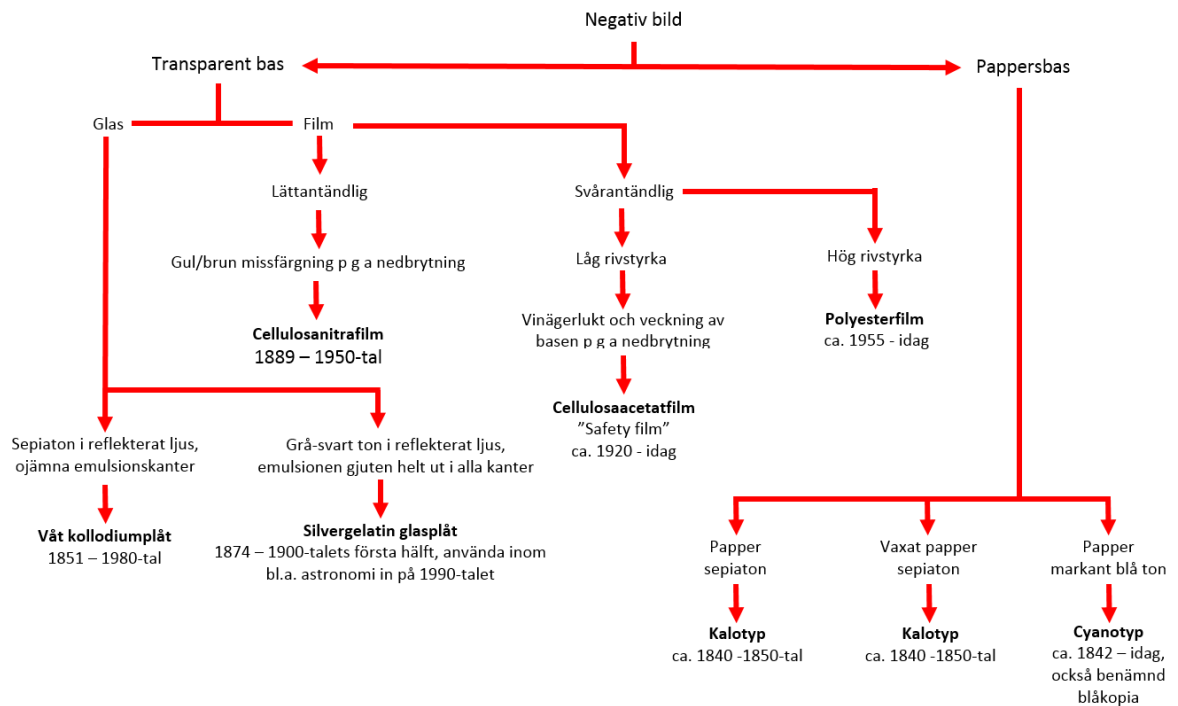 Negativ bild
Transparent bas
Pappersbas
Glas
Film
Lättantändlig
Svårantändlig
Gul/brun missfärgning p g a nedbrytning
Låg rivstyrka
Hög rivstyrka
Cellulosanitrafilm
1889 – 1950-tal
Vinägerlukt och veckning av
basen p g a nedbrytning
Polyesterfilm
ca. 1955 - idag
Cellulosaacetatfilm
”Safety film”
ca. 1920 - idag
Sepiaton i reflekterat ljus,
ojämna emulsionskanter
Grå-svart ton i reflekterat ljus,
emulsionen gjuten helt ut i alla kanter
Våt kollodiumplåt
1851 – 1980-tal
Silvergelatin glasplåt
1874 – 1900-talets första hälft, använda inom
bl.a. astronomi in på 1990-talet
Papper
sepiaton
Vaxat papper
sepiaton
Papper
markant blå ton
Kalotyp
ca. 1840 -1850-tal
Kalotyp
ca. 1840 -1850-tal
Cyanotyp
ca. 1842 – idag,
också benämnd
blåkopia